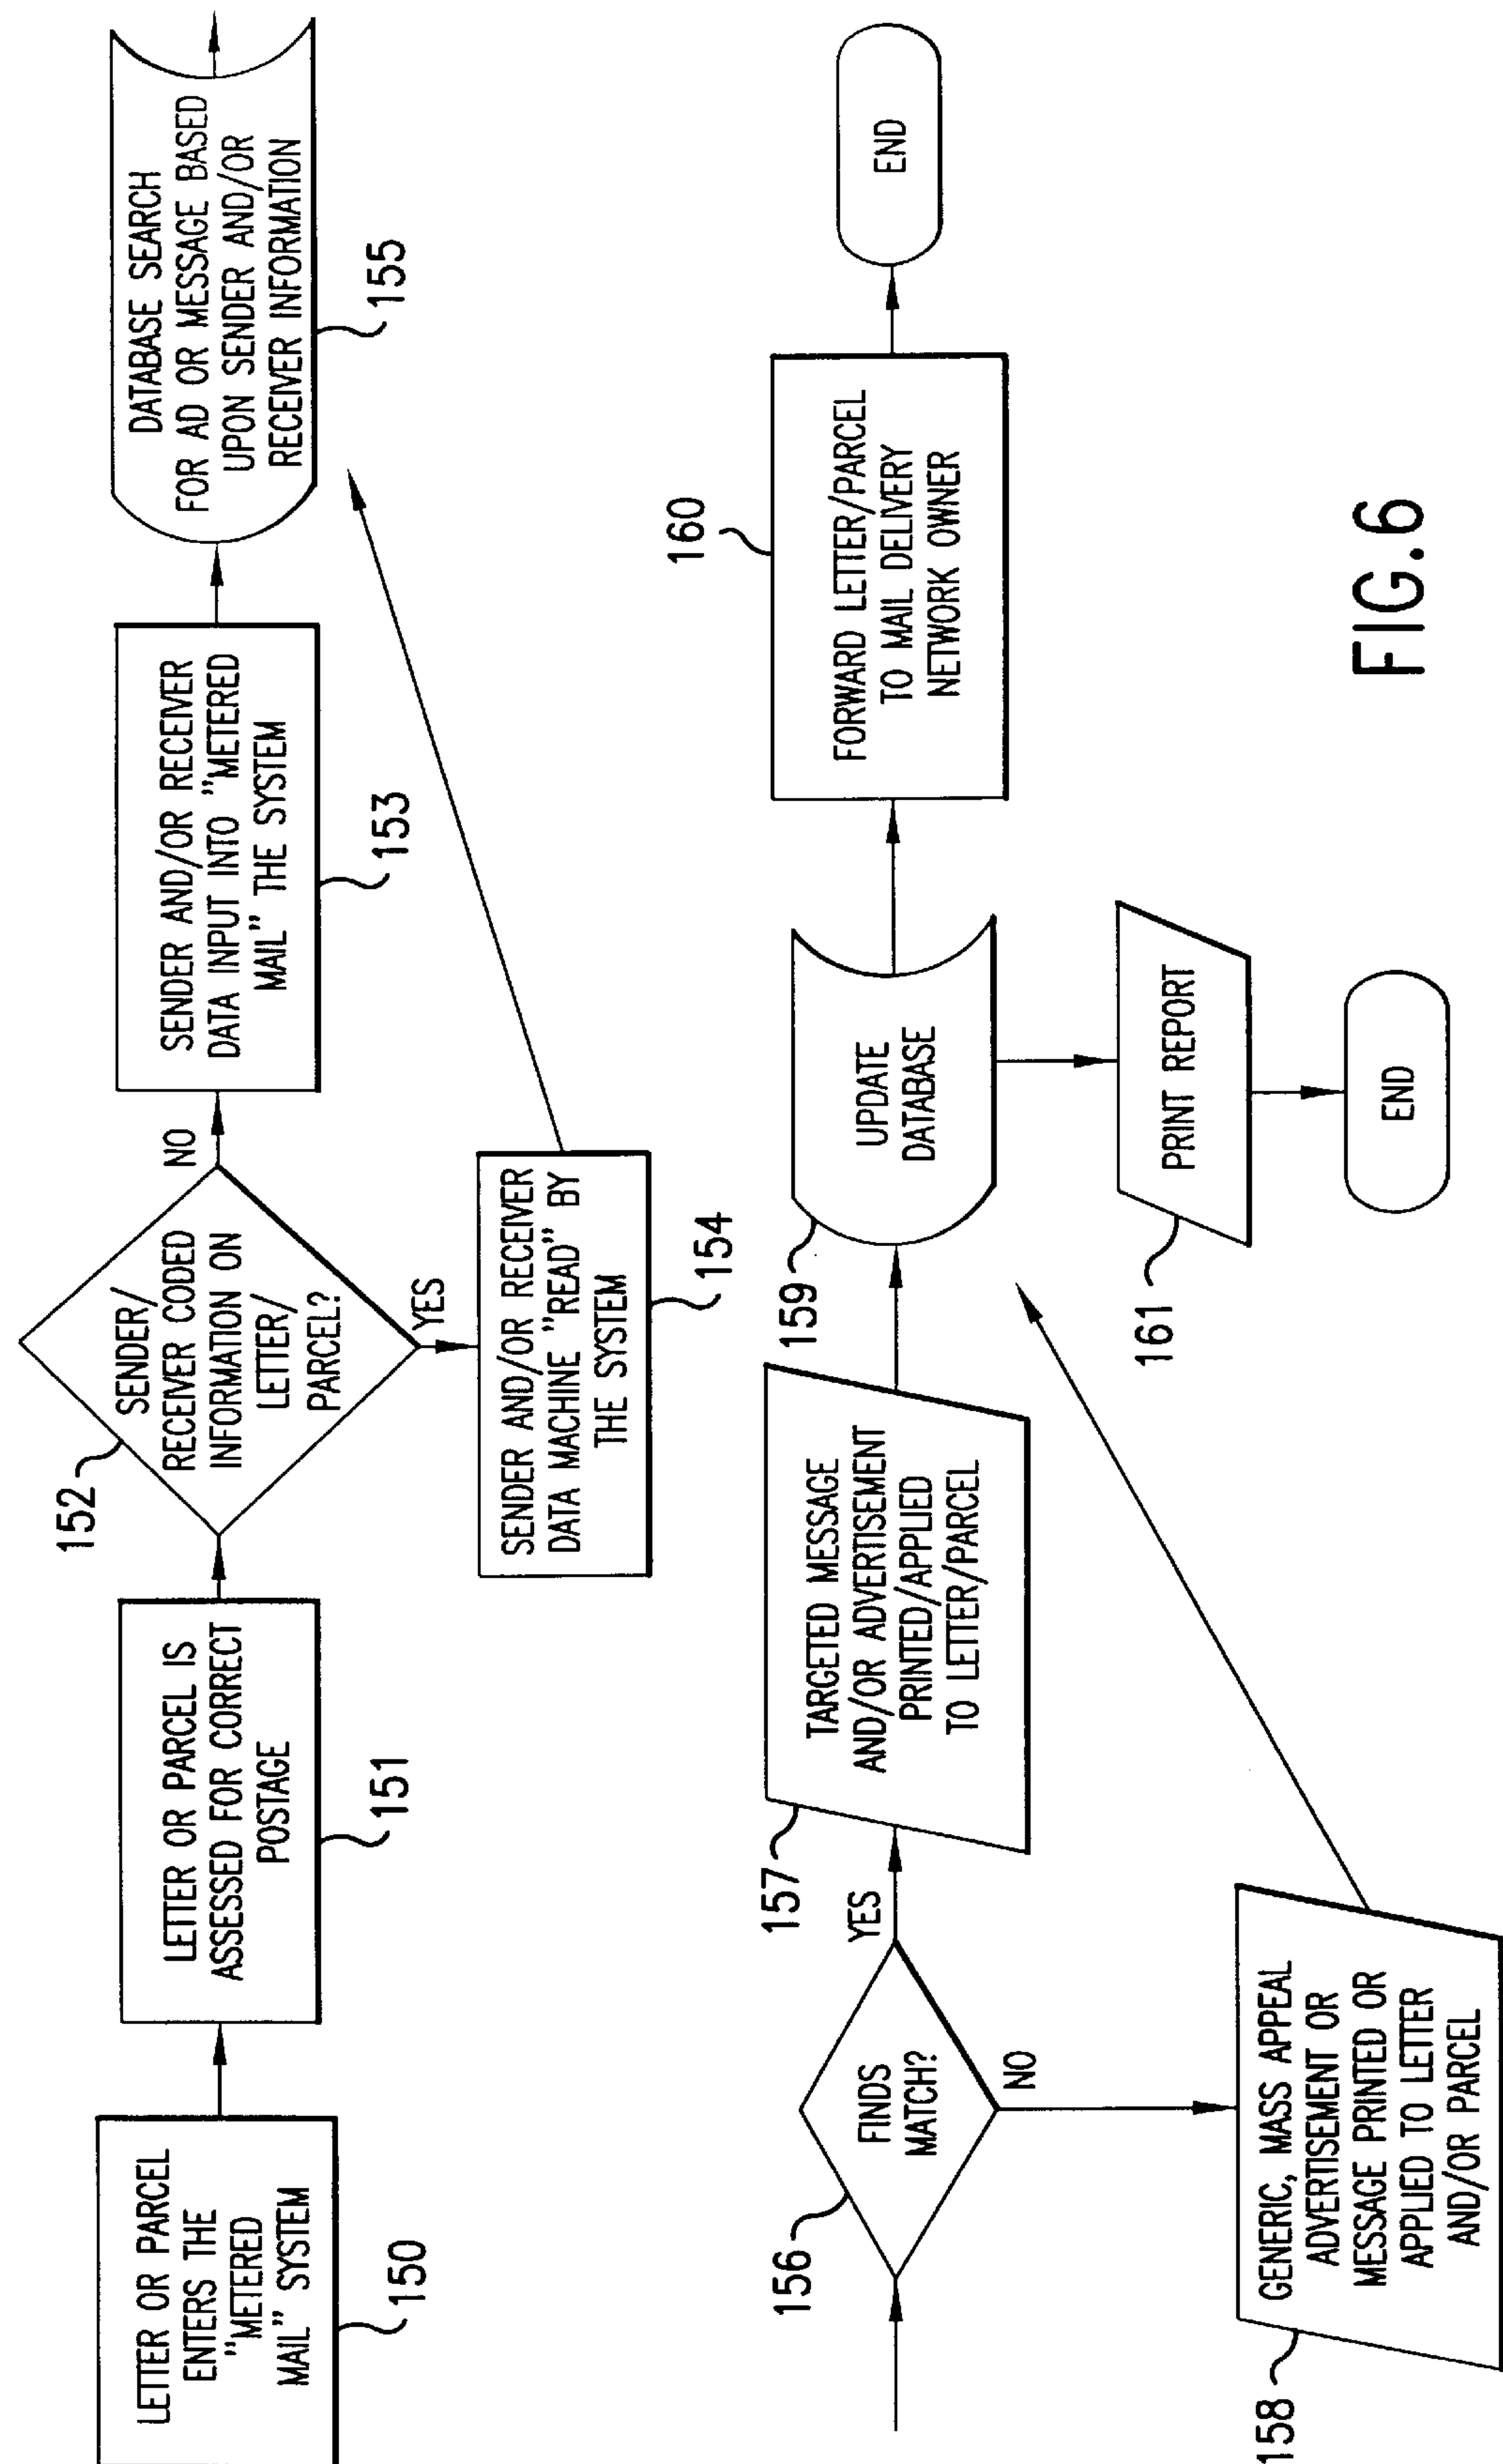 LETTER OR PARCEL
ENTERS THE
"METERED
MAIL" SYSTEM
150
LETTER OR PARCEL IS
ASSESSED FOR CORRECT
POSTAGE
151
152
SENDER/
RECEIVER CODED
INFORMATION ON
LETTER/
PARCEL?
NO
YES
SENDER AND/OR RECEIVER
DATA INPUT INTO "METERED
MAIL" THE SYSTEM
153
SENDER AND/OR RECEIVER
DATA MACHINE "READ" BY
THE SYSTEM
154
DATABASE SEARCH
FOR AD OR MESSAGE BASED
UPON SENDER AND/OR
RECEIVER INFORMATION
155
156
FINDS
MATCH?
YES
NO
157
TARGETED MESSAGE
AND/OR ADVERTISEMENT
PRINTED/APPLIED
TO LETTER/PARCEL
158
GENERIC, MASS APPEAL
ADVERTISEMENT OR
MESSAGE PRINTED OR
APPLIED TO LETTER
AND/OR PARCEL
159
UPDATE
DATABASE
160
FORWARD LETTER/PARCEL
TO MAIL DELIVERY
NETWORK OWNER
END
161
PRINT REPORT
END
FIG.6